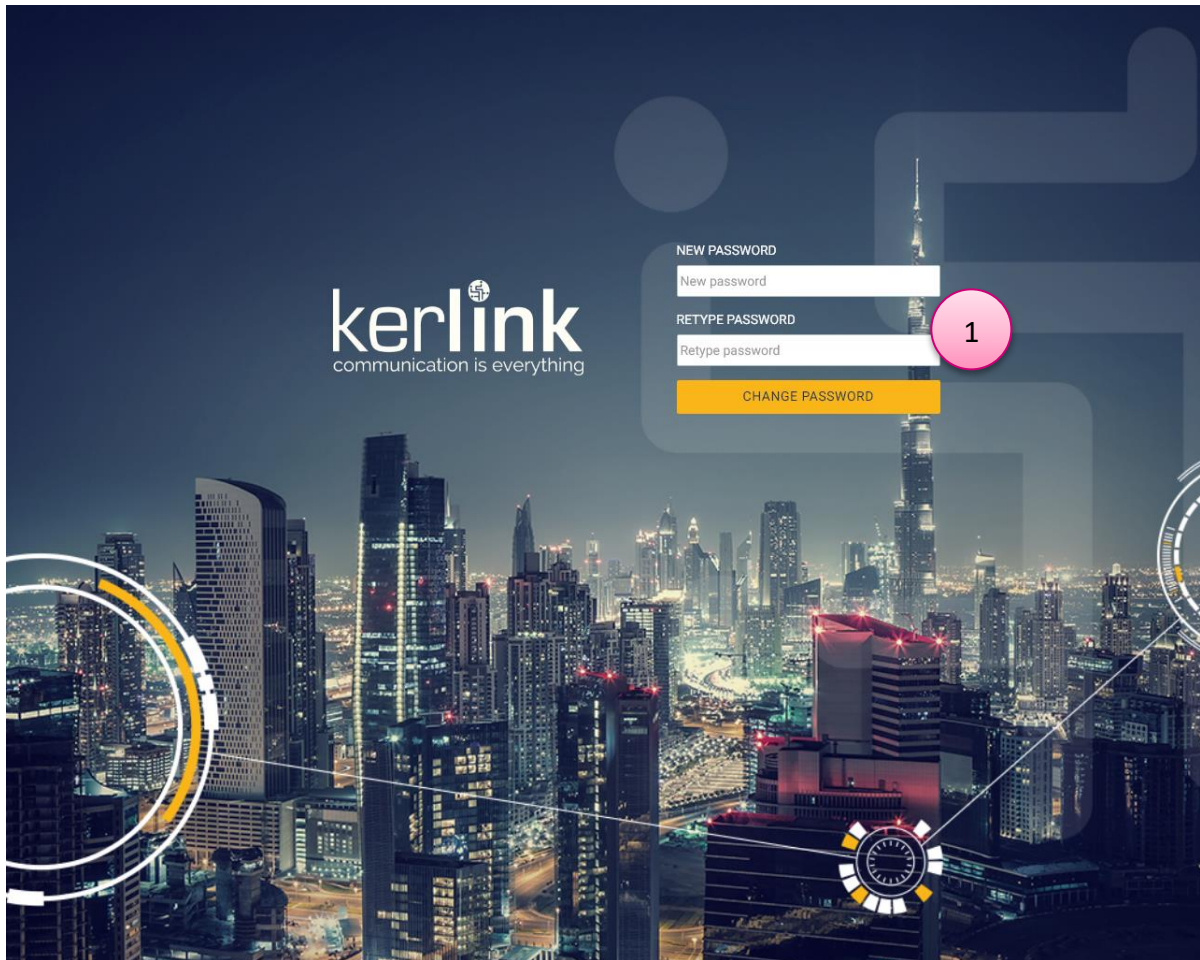 kerlink
communication is everything
NEW PASSWORD
New password
RETYPE PASSWORD
Retype password
CHANGE PASSWORD
1